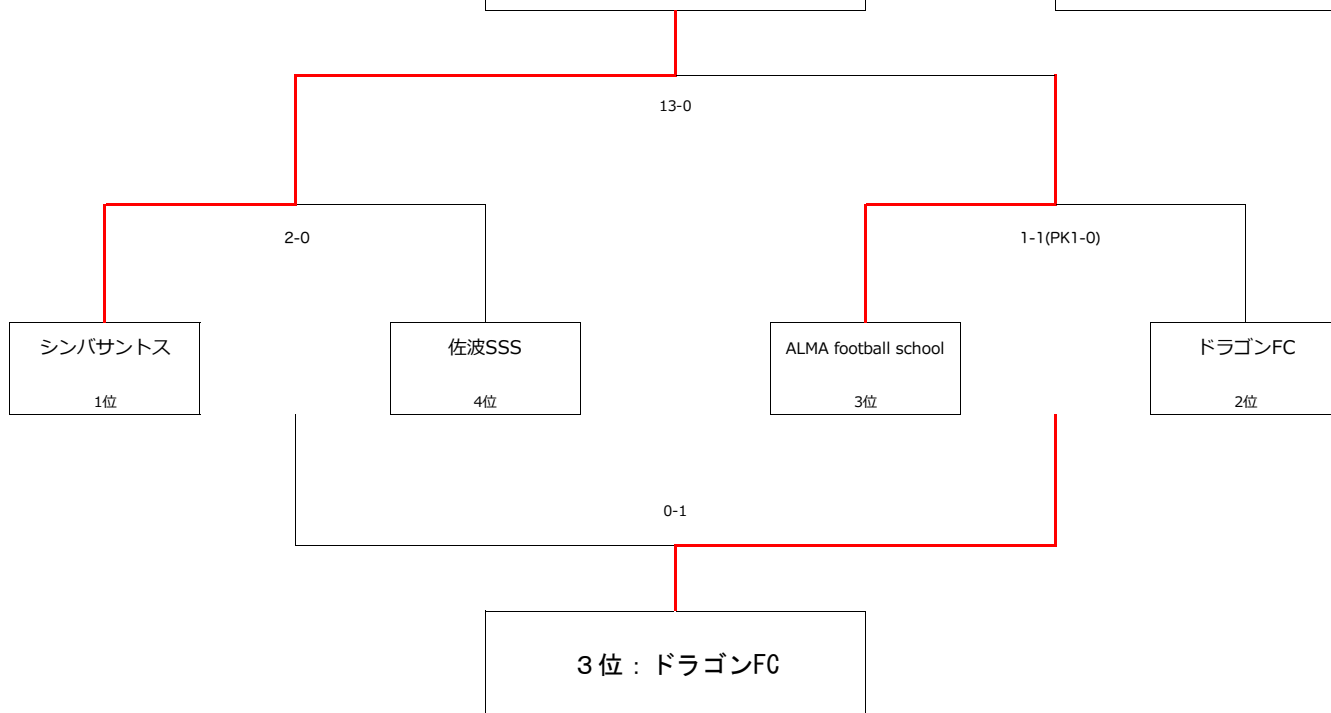 13-0
2-0
1-1(PK1-0)
シンバサントス
1位
佐波SSS
4位
ALMA football school
3位
ドラゴンFC
2位
0-1
３位：ドラゴンFC